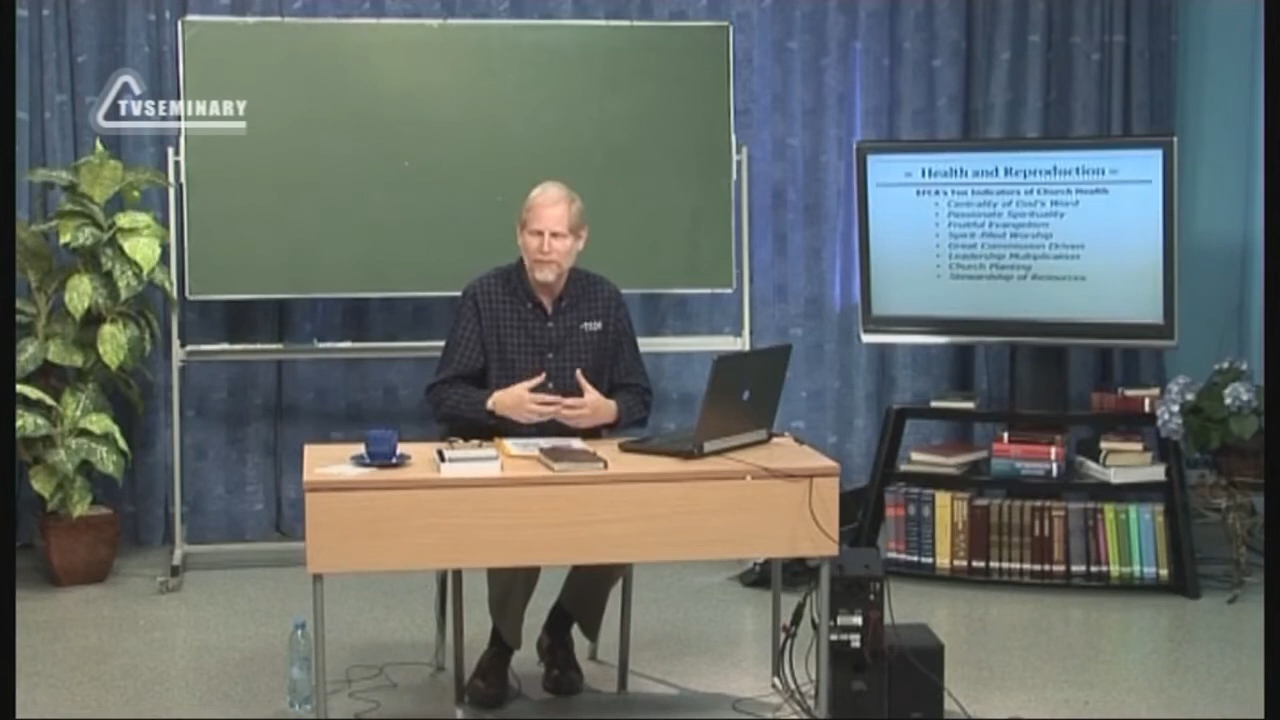 TVSEMINARY
Health and Reproduction
EFCA's Ten Indicators of Church Health
• Centrality of God's Word
• Passionate Spirituality
• Fruitful Evangelism
• Spirit-filled Worship
• Great Commission Driven
• Leadership Multiplication
• Church Planting
• Stewardship of Resources